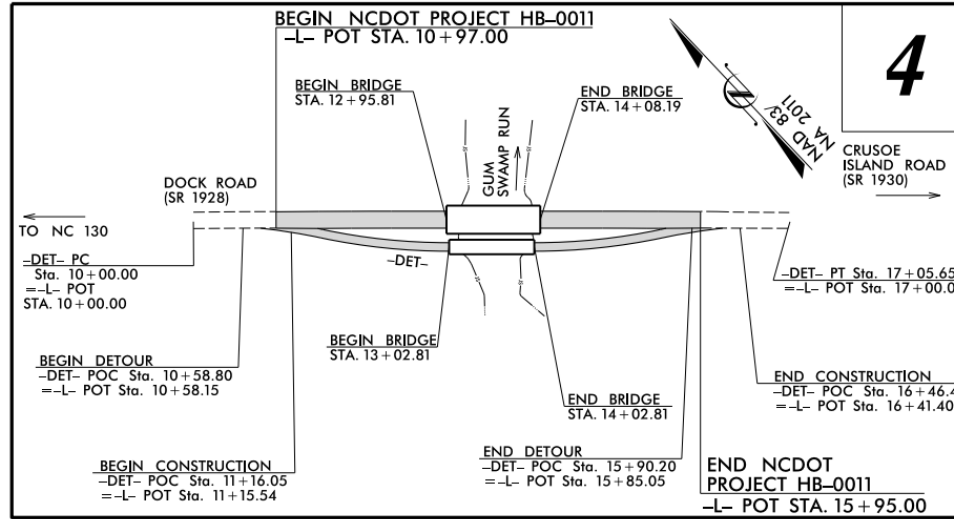 BEGIN NCDOT PROJECT HB–0011
–L– POT STA. 10+97.00
4
BEGIN BRIDGE
STA. 12+95.81
END BRIDGE
STA. 14+08.19
NAD 83/
NA 2011
GUM
SWAMP RUN
CRUSOE
ISLAND ROAD
(SR 1930)
DOCK ROAD
(SR 1928)
TO NC 130
–DET–
–DET– PC
Sta. 10+00.00
=–L– POT
STA. 10+00.00
–DET– PT Sta. 17+05.65
=–L– POT Sta. 17+00.0
BEGIN BRIDGE
STA. 13+02.81
BEGIN DETOUR
–DET– POC Sta. 10+58.80
=–L– POT Sta. 10+58.15
END CONSTRUCTION
–DET– POC Sta. 16+46.4
=–L– POT Sta. 16+41.40
END BRIDGE
STA. 14+02.81
END DETOUR
–DET– POC Sta. 15+90.20
=–L– POT Sta. 15+85.05
BEGIN CONSTRUCTION
–DET– POC Sta. 11+16.05
=–L– POT Sta. 11+15.54
END NCDOT
PROJECT HB–0011
–L– POT STA. 15+95.00